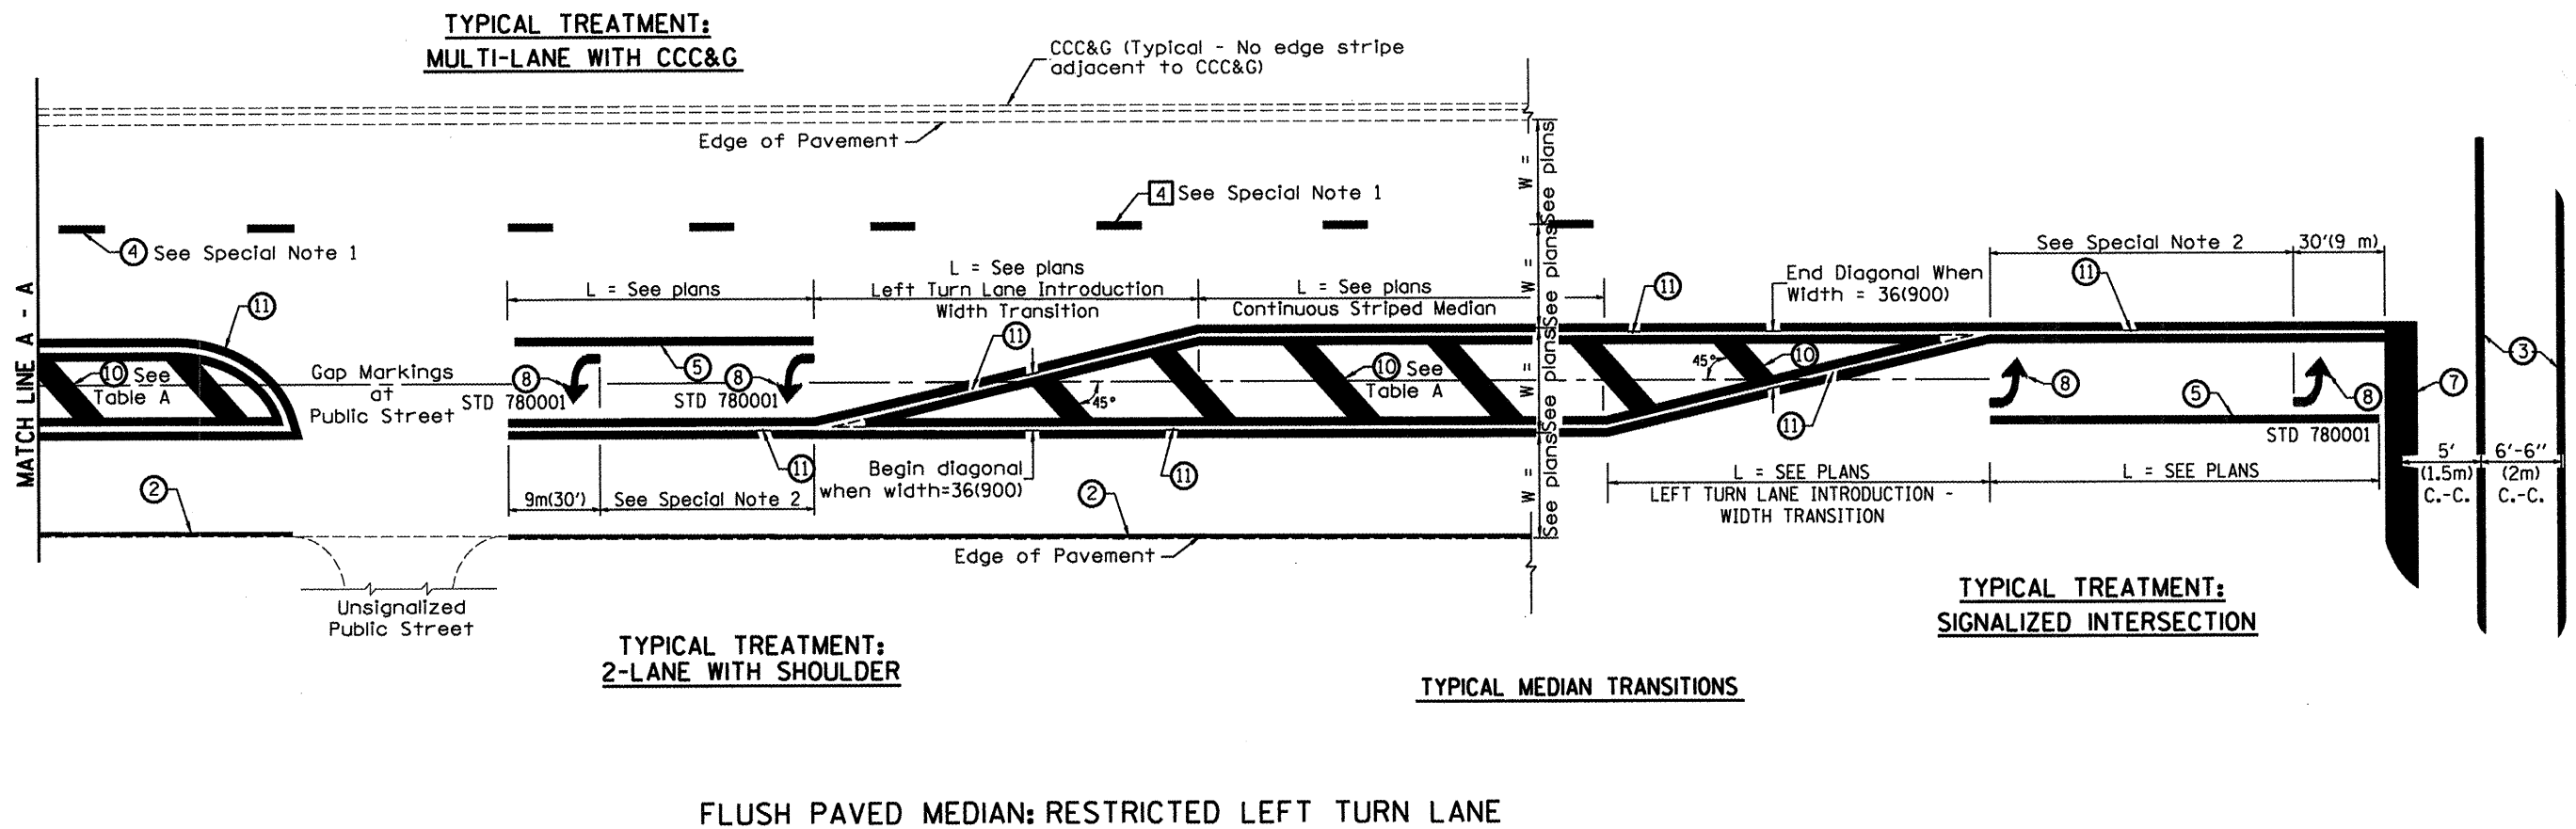 TYPICAL TREATMENT:
MULTI-LANE WITH CCC&G
CCC&G (Typical - No edge stripe
adjacent to CCC&G)
Edge of Pavement
4 See Special Note 1
4 See Special Note 1
W =
See plans
W =
See plans
W =
See plans
W =
See plans
MATCH LINE A - A
11
10 See
Table A
Gap Markings
at
Public Street
L = See plans
L = See plans
Left Turn Lane Introduction
Width Transition
L = See plans
Continuous Striped Median
11
End Diagonal When
Width = 36(900)
See Special Note 2
30'(9 m)
11
11
5
8
STD 780001
8
STD 780001
45°
10 See
Table A
45°
10
8
8
7
3
5
STD 780001
11
11
11
Begin diagonal
when width=36(900)
2
2
9m(30')
See Special Note 2
L = SEE PLANS
LEFT TURN LANE INTRODUCTION -
WIDTH TRANSITION
L = SEE PLANS
5'
(1.5m)
C.-C.
6'-6"
(2m)
C.-C.
Edge of Pavement
Unsignalized
Public Street
TYPICAL TREATMENT:
2-LANE WITH SHOULDER
TYPICAL TREATMENT:
SIGNALIZED INTERSECTION
TYPICAL MEDIAN TRANSITIONS
FLUSH PAVED MEDIAN: RESTRICTED LEFT TURN LANE